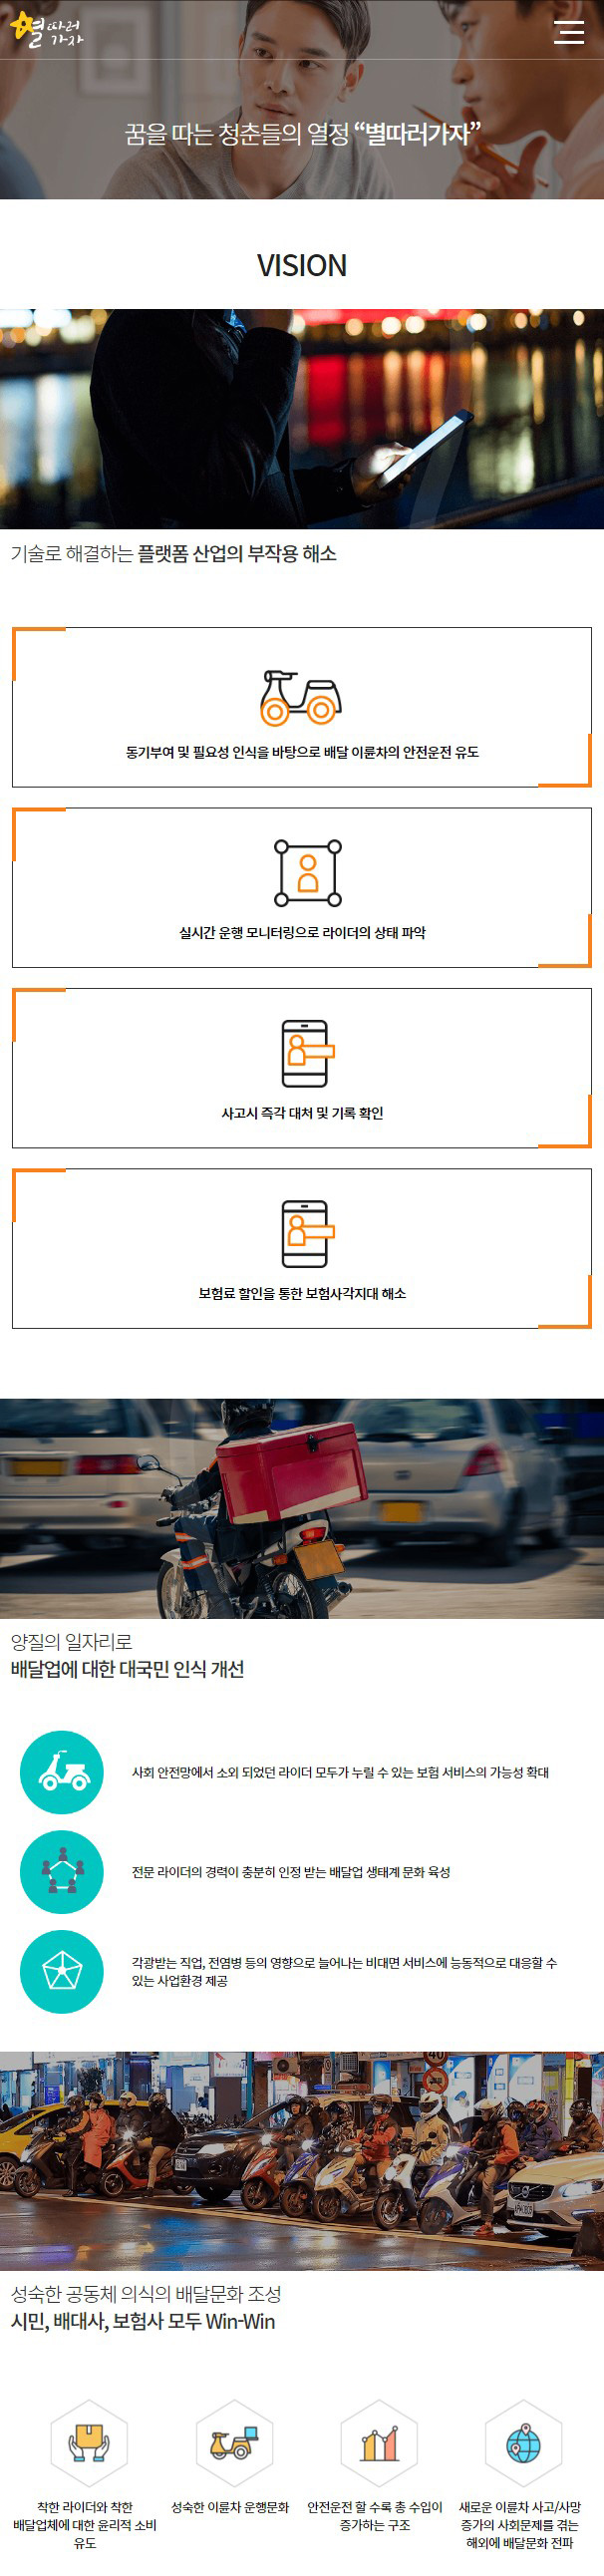 별따러
가자
꿈을 따는 청춘들의 열정 “별따러가자”
VISION
기술로 해결하는 플랫폼 산업의 부작용 해소
동기부여 및 필요성 인식을 바탕으로 배달 이륜차의 안전운전 유도
실시간 운행 모니터링으로 라이더의 상태 파악
사고시 즉각 대처 및 기록 확인
보험료 할인을 통한 보험사각지대 해소
양질의 일자리로
배달업에 대한 대국민 인식 개선
사회 안전망에서 소외 되었던 라이더 모두가 누릴 수 있는 보험 서비스의 가능성 확대
전문 라이더의 경력이 충분히 인정 받는 배달업 생태계 문화 육성
각광받는 직업, 전염병 등의 영향으로 늘어나는 비대면 서비스에 능동적으로 대응할 수
있는 사업환경 제공
40
성숙한 공동체 의식의 배달문화 조성
시민, 배대사, 보험사 모두 Win-Win
착한 라이더와 착한
배달업체에 대한 윤리적 소비
유도
성숙한 이륜차 운행문화
안전운전 할 수록 총 수입이
증가하는 구조
새로운 이륜차 사고/사망
증가의 사회문제를 겪는
해외에 배달문화 전파